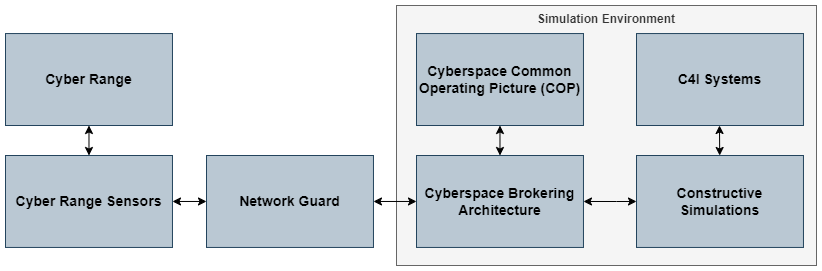 Simulation Environment
Cyber Range
Cyberspace Common
Operating Picture (COP)
C4I Systems
Cyber Range Sensors
Network Guard
Cyberspace Brokering
Architecture
Constructive
Simulations